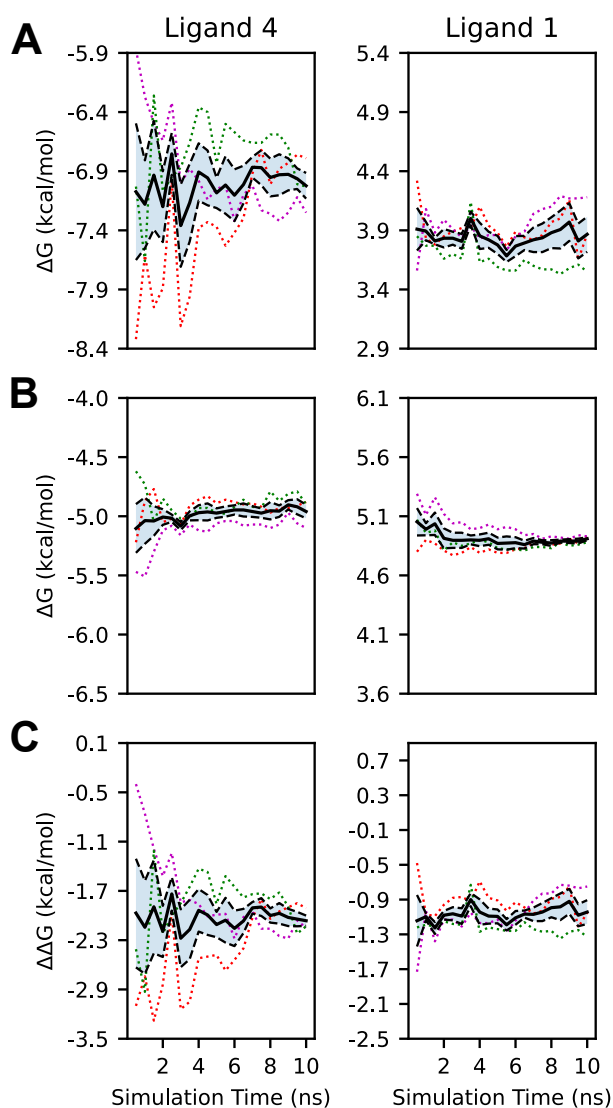 Ligand 4 Ligand 1
A
ΔG (kcal/mol)
-5.9 5.4
-6.4 4.9
-6.9 4.4
-7.4 3.9
-7.9 3.4
-8.4 2.9
B
ΔG (kcal/mol)
-4.0 6.1
-4.5 5.6
-5.0 5.1
-5.5 4.6
-6.0 4.1
-6.5 3.6
C
ΔΔG (kcal/mol)
0.1
0.7
-0.5 0.3
-0.1
-1.1
-0.5
-1.7
-0.9
-2.3 -1.3
-1.7
-2.9
-2.1
-3.5 -2.5
2 4 6 8 10 2 4 6 8 10
Simulation Time (ns) Simulation Time (ns)